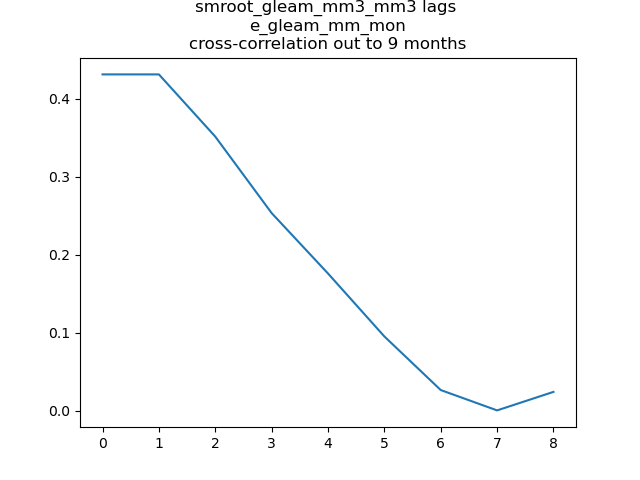 smroot_gleam_mm3_mm3 lags
e_gleam_mm_mon
cross-correlation out to 9 months
0.4
0.3
0.2
0.1
0.0
0 1 2 3 4 5 6 7 8